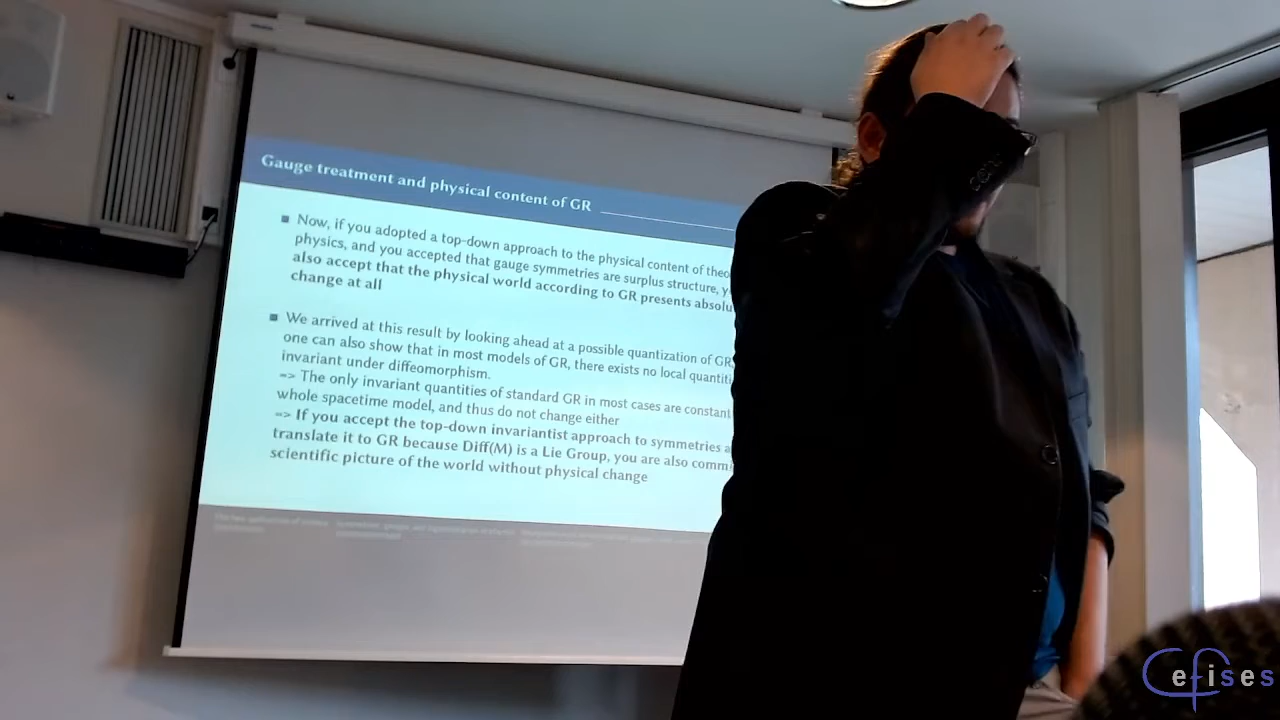 Gauge treatment and physical content of GR
Now, if you adopted a top-down approach to the physical content of
physics, and you accepted that gauge symmetries are surplus structure,
also accept that the physical world according to GR presents
change at all
We arrived at this result by looking ahead at a possible quantization of GR
one can also show that in most models of GR, there exists no local
invariant under diffeomorphism.
=> The only invariant quantities of standard GR in most cases are constant
whole spacetime model, and thus do not change either
=> If you accept the top-down invariantist approach to symmetries
translate it to GR because Diff(M) is a Lie Group, you are also
scientific picture of the world without physical change
Cefises